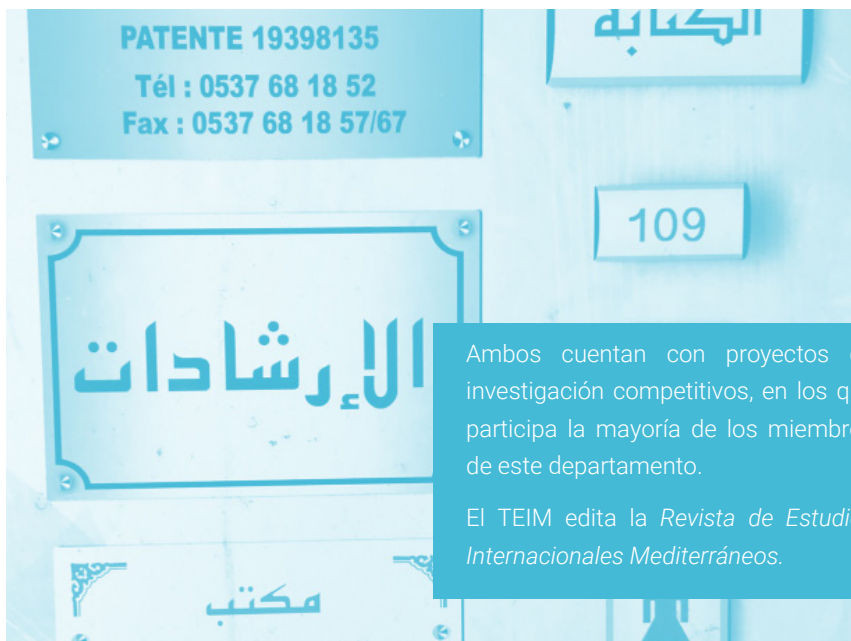 PATENTE 19398135
Tél : 0537 68 18 52
Fax : 0537 68 18 57/67
الكتابة
109
الإرشادات
Ambos cuentan con proyectos
investigación competitivos, en los qu
participa la mayoría de los miembr
de este departamento.
El TEIM edita la Revista de Estudi
Internacionales Mediterráneos.
مكتب